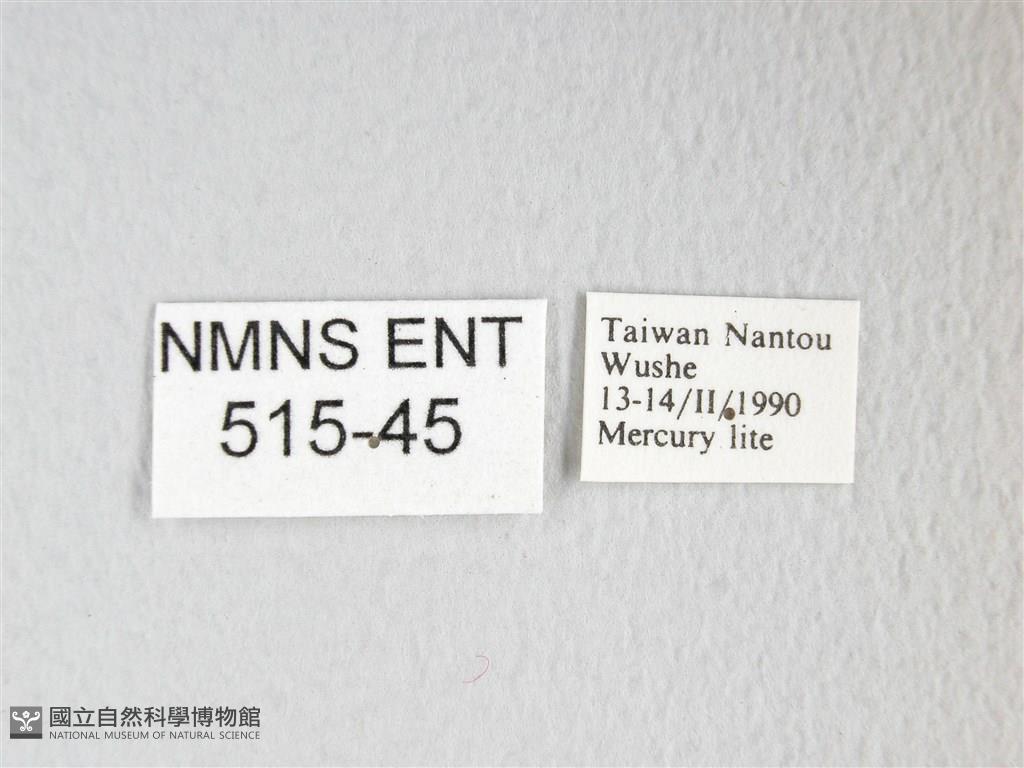 NMNS ENT
515-45
Taiwan Nantou
Wushe
13-14/II/1990
Mercury lite
國立自然科學博物館
NATIONAL MUSEUM OF NATURAL SCIENCE